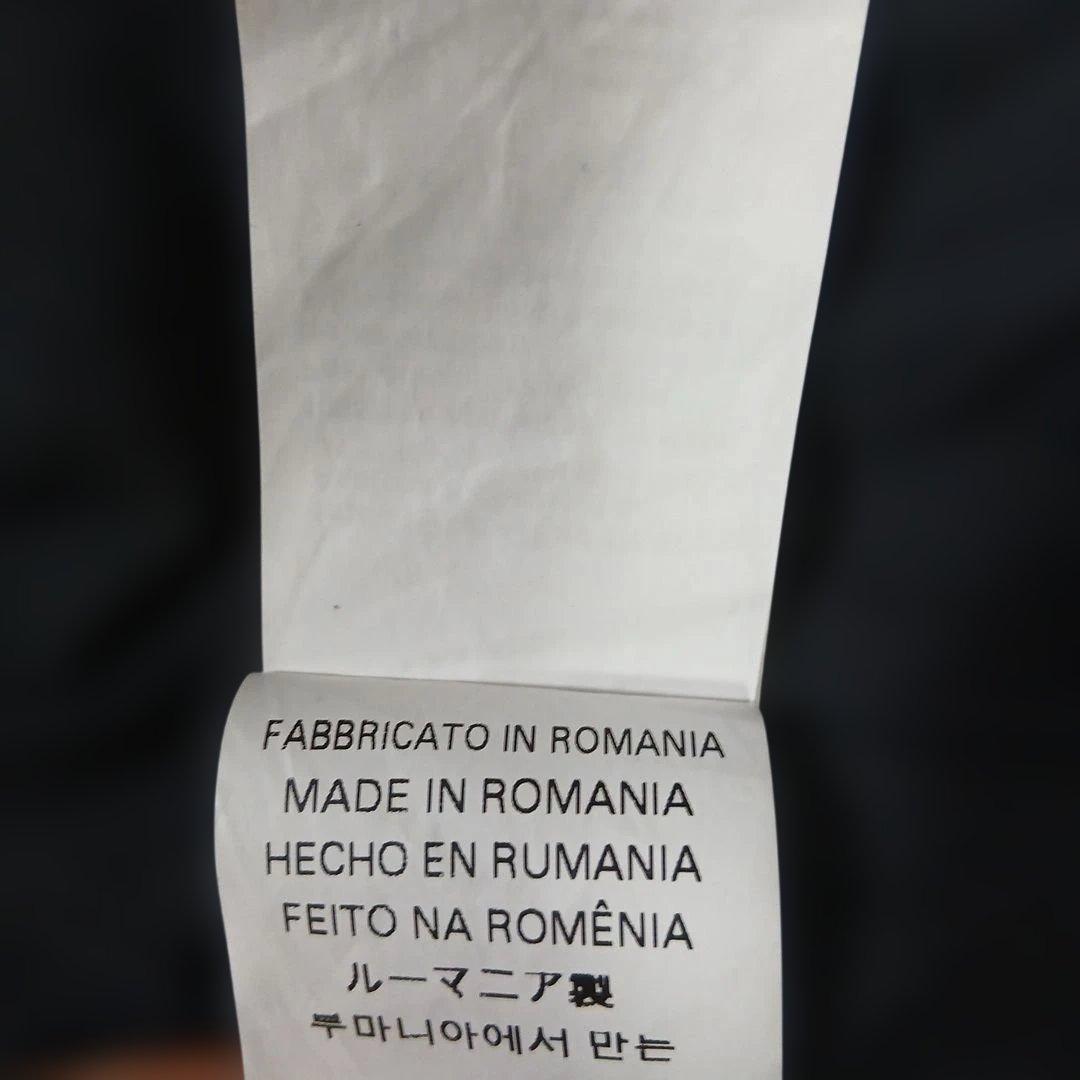 FABBRICATO IN ROMANIA
MADE IN ROMANIA
HECHO EN RUMANIA
FEITO NA ROMÊNIA
ルーマニア製
루마니아에서 만든